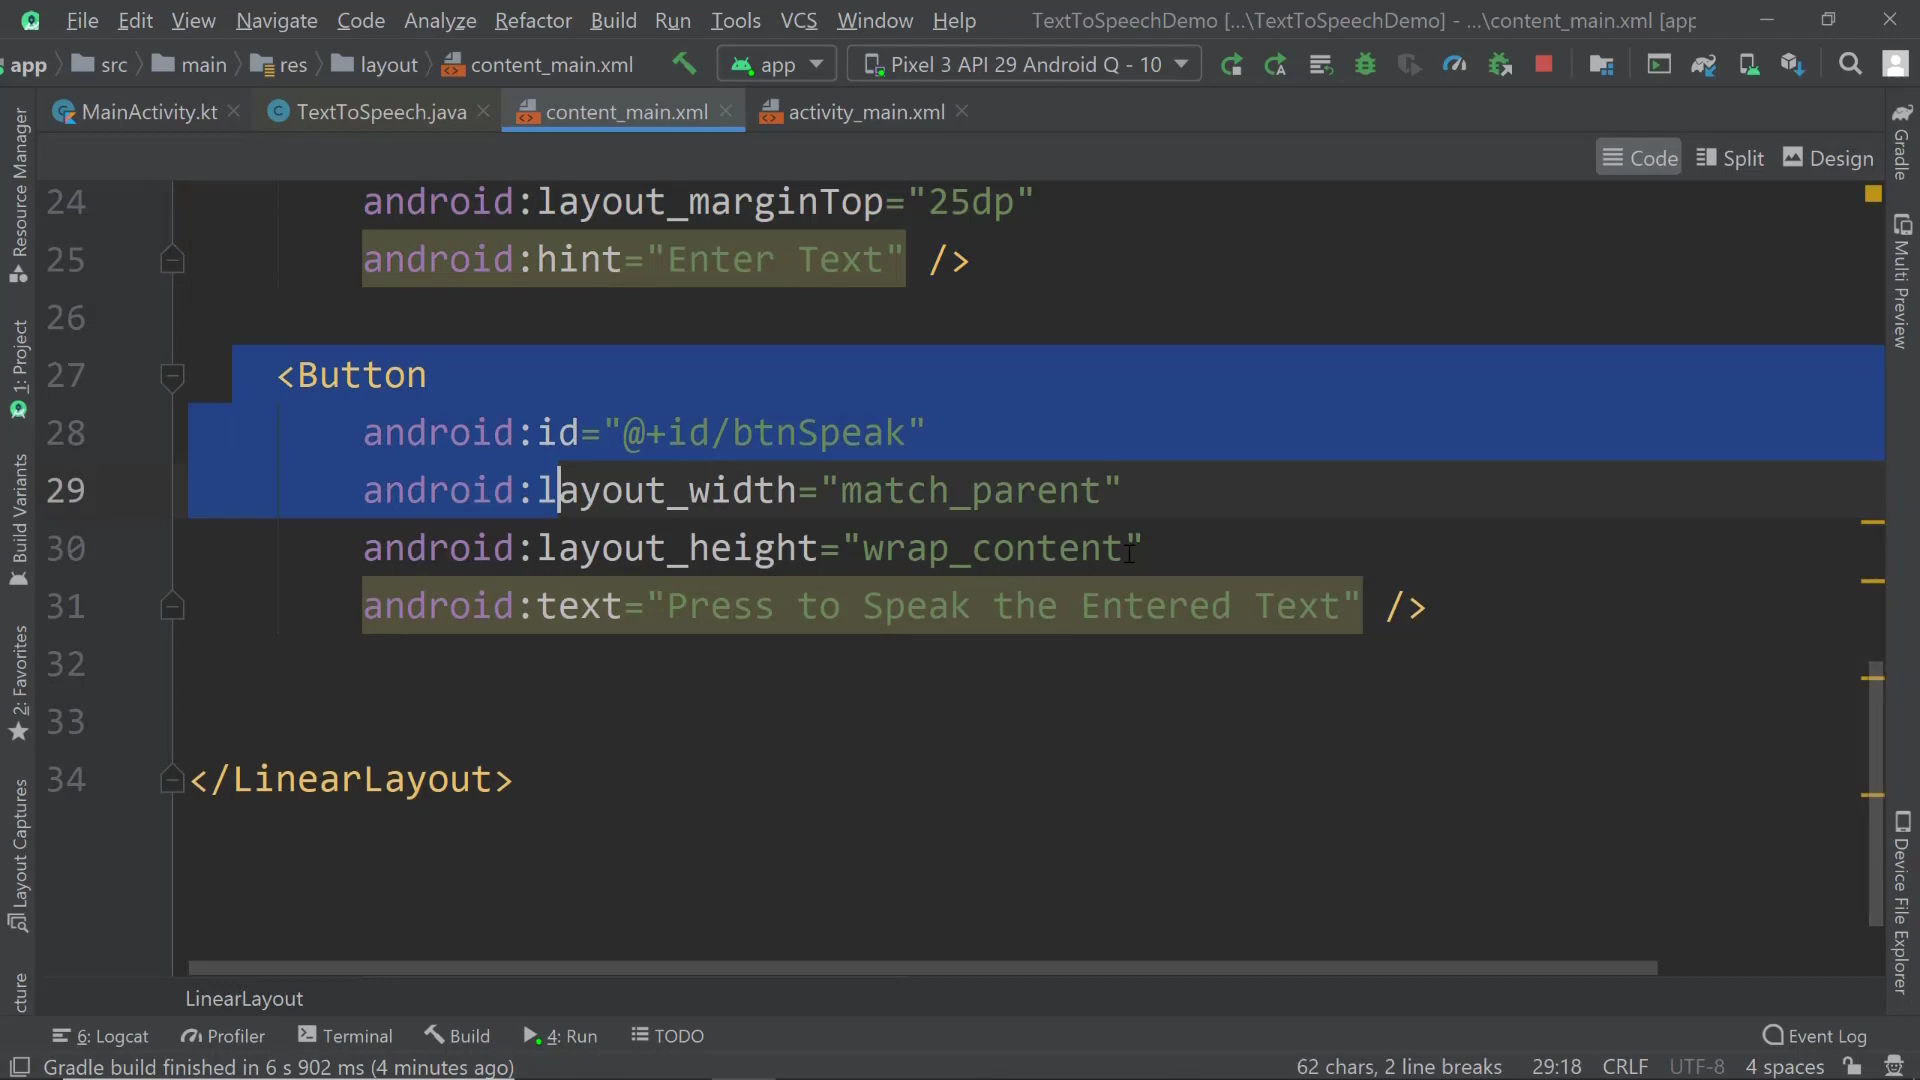 File Edit View Navigate Code Analyze Refactor Build Run Tools VCS Window Help TextToSpeechDemo [...\TextToSpeechDemo] - ...\content_main.xml [app
app src main res layout content_main.xml app Pixel 3 API 29 Android Q - 10
MainActivity.kt TextToSpeech.java content_main.xml activity_main.xml
Code Split Design
24 android:layout_marginTop="25dp"
25 android:hint="Enter Text" />
26
27 <Button
28 android:id="@+id/btnSpeak"
29 android:layout_width="match_parent"
30 android:layout_height="wrap_content"
31 android:text="Press to Speak the Entered Text" />
32
33
34 </LinearLayout>
Resource Manager
1: Project
Build Variants
2: Favorites
Layout Captures
cture
Gradle
Multi Preview
Device File Explorer
LinearLayout
6: Logcat Profiler Terminal Build 4: Run TODO Event Log
Gradle build finished in 6 s 902 ms (4 minutes ago) 62 chars, 2 line breaks 29:18 CRLF UTF-8 4 spaces